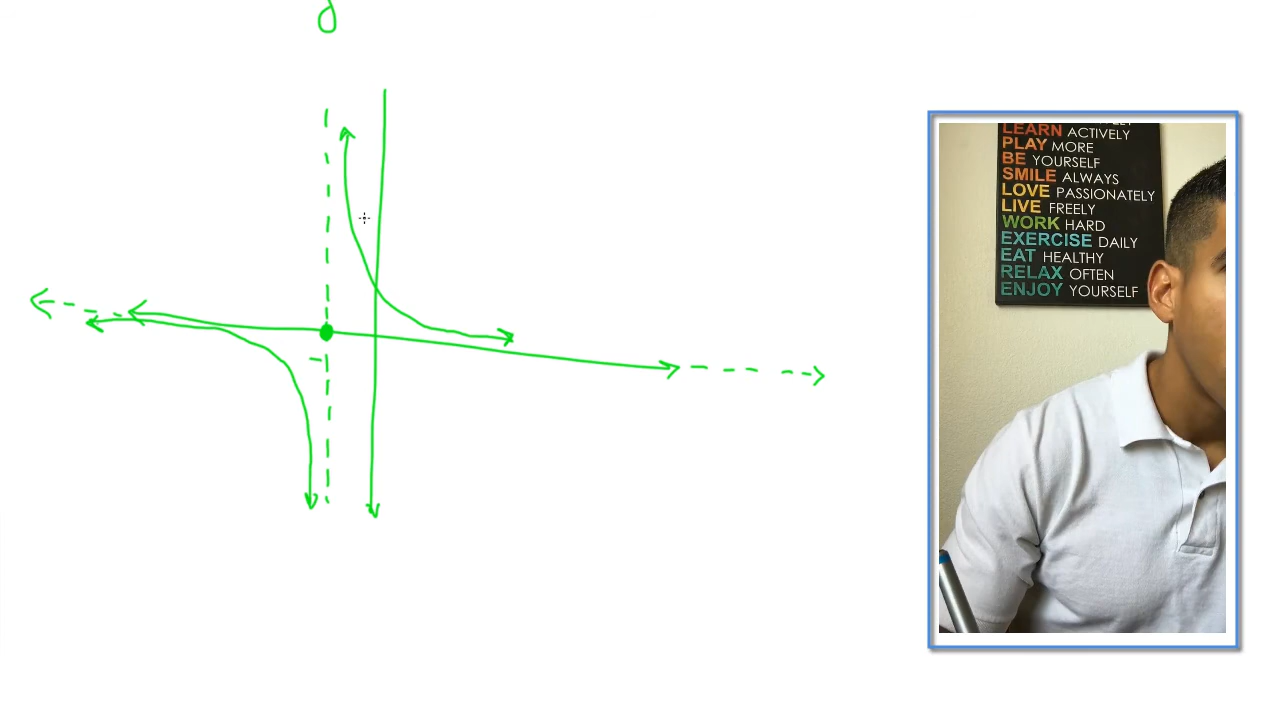 LEARN ACTIVELY
PLAY MORE
BE YOURSELF
SMILE ALWAYS
LOVE PASSIONATELY
LIVE FREELY
WORK HARD
EXERCISE DAILY
EAT HEALTHY
RELAX OFTEN
ENJOY YOURSELF